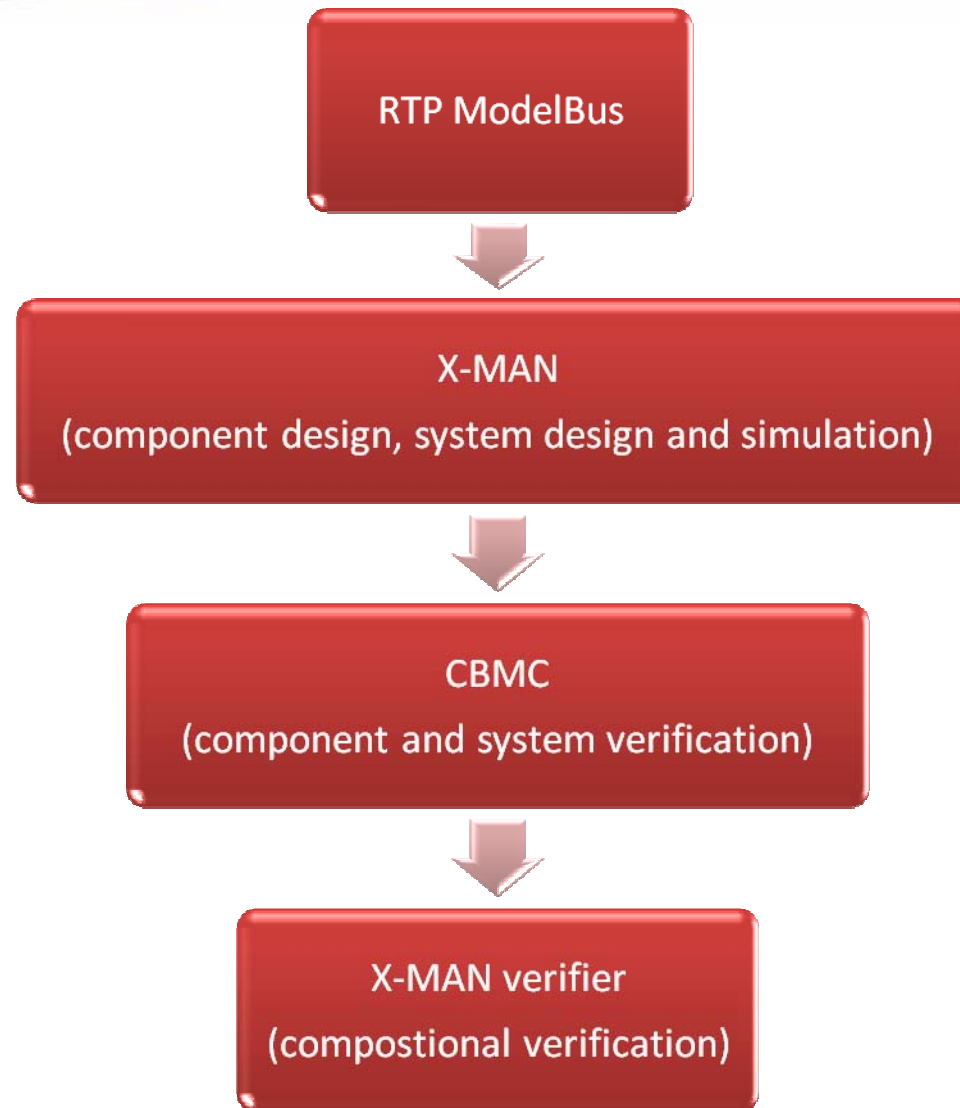 RTP ModelBus
X-MAN
(component design, system design and simulation)
CBMC
(component and system verification)
X-MAN verifier
(compostional verification)